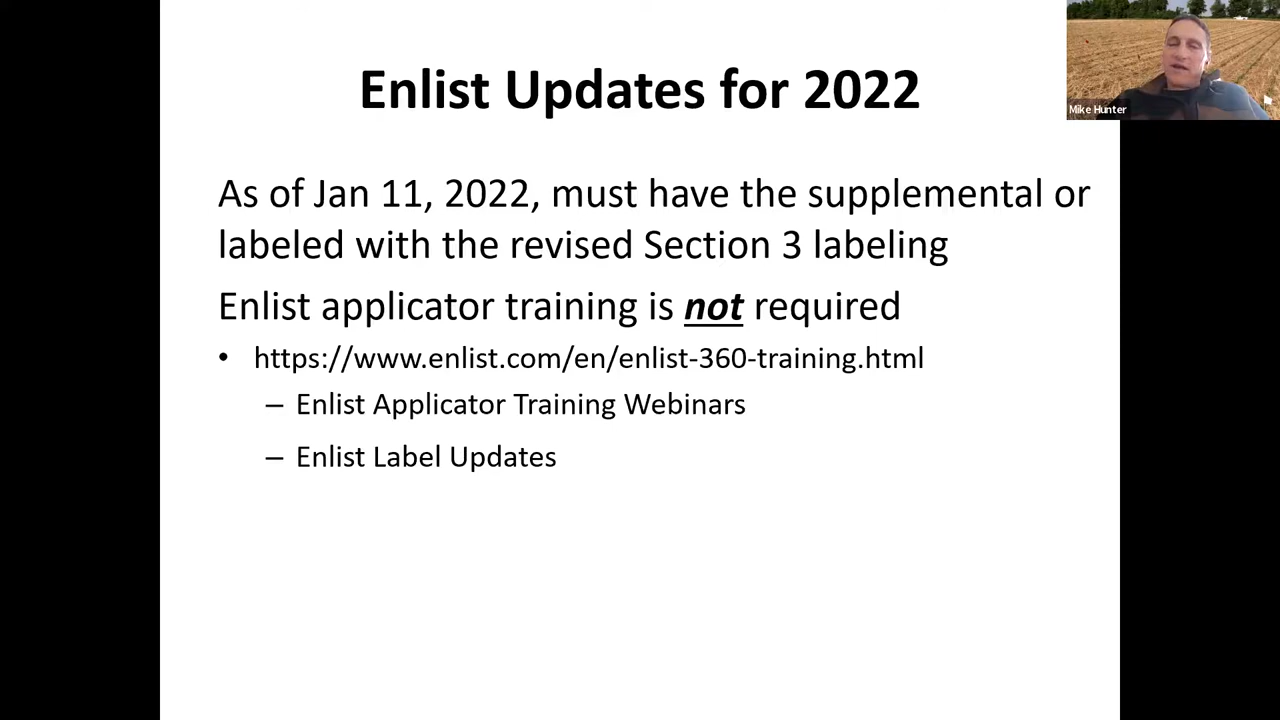 Enlist Updates for 2022
Mike Hunter
As of Jan 11, 2022, must have the supplemental or
labeled with the revised Section 3 labeling
Enlist applicator training is not required
• https://www.enlist.com/en/enlist-360-training.html
– Enlist Applicator Training Webinars
– Enlist Label Updates